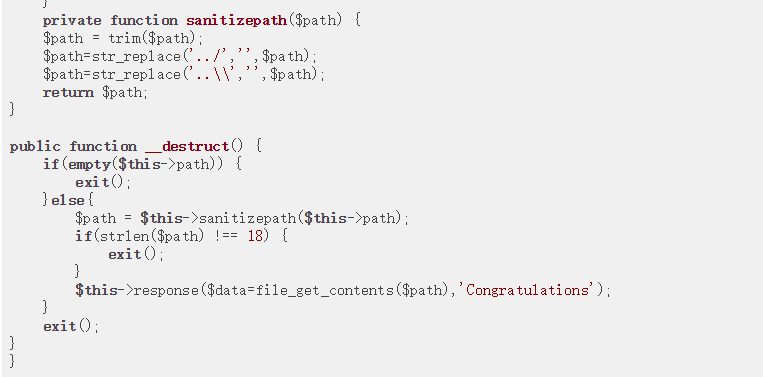 }
private function sanitizepath($path) {
$path = trim($path);
$path=str_replace('../','',$path);
$path=str_replace('..\\','',$path);
return $path;
}
public function __destruct() {
if(empty($this->path)) {
exit();
}else{
$path = $this->sanitizepath($this->path);
if(strlen($path) !== 18) {
exit();
}
$this->response($data=file_get_contents($path),'Congratulations');
}
exit();
}
}